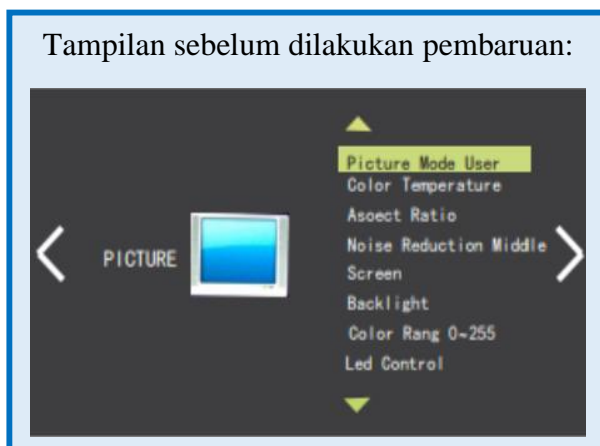 Tampilan sebelum dilakukan pembaruan:
PICTURE
Picture Mode User
Color Temperature
Asoect Ratio
Noise Reduction Middle
Screen
Backlight
Color Rang 0~255
Led Control